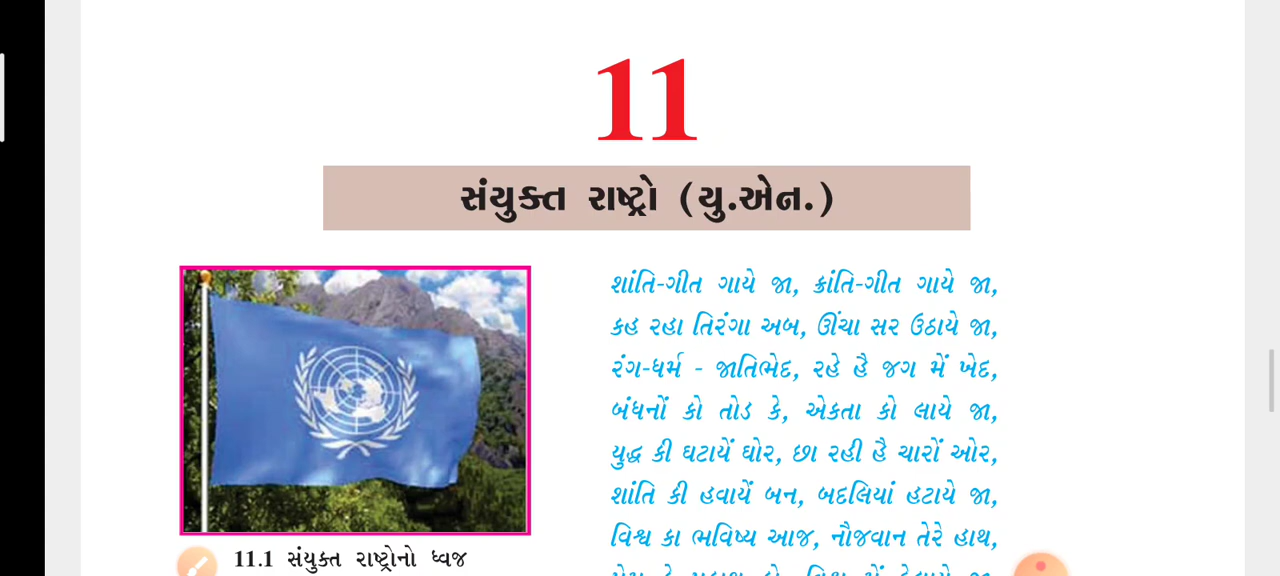 11
સંયુક્ત રાષ્ટ્રો (યુ.એન.)
શાંતિ-ગીત ગાયે જા, ક્રાંતિ-ગીત ગાયે જા,
કહ રહા તિરંગા અબ, ઊંચા સર ઉઠાયે જા,
રંગ-ધર્મ - જાતિભેદ, રહે હૈ જગ મેં ખેદ,
બંધનોં કો તોડ કે, એકતા કો લાયે જા,
યુદ્ધ કી ઘટાયેં ઘોર, છા રહી હૈ ચારોં ઓર,
શાંતિ કી હવાયેં બન, બદલિયાં હટાયે જા,
વિશ્વ કા ભવિષ્ય આજ, નૌજવાન તેરે હાથ,
11.1 સંયુક્ત રાષ્ટ્રોનો ધ્વજ